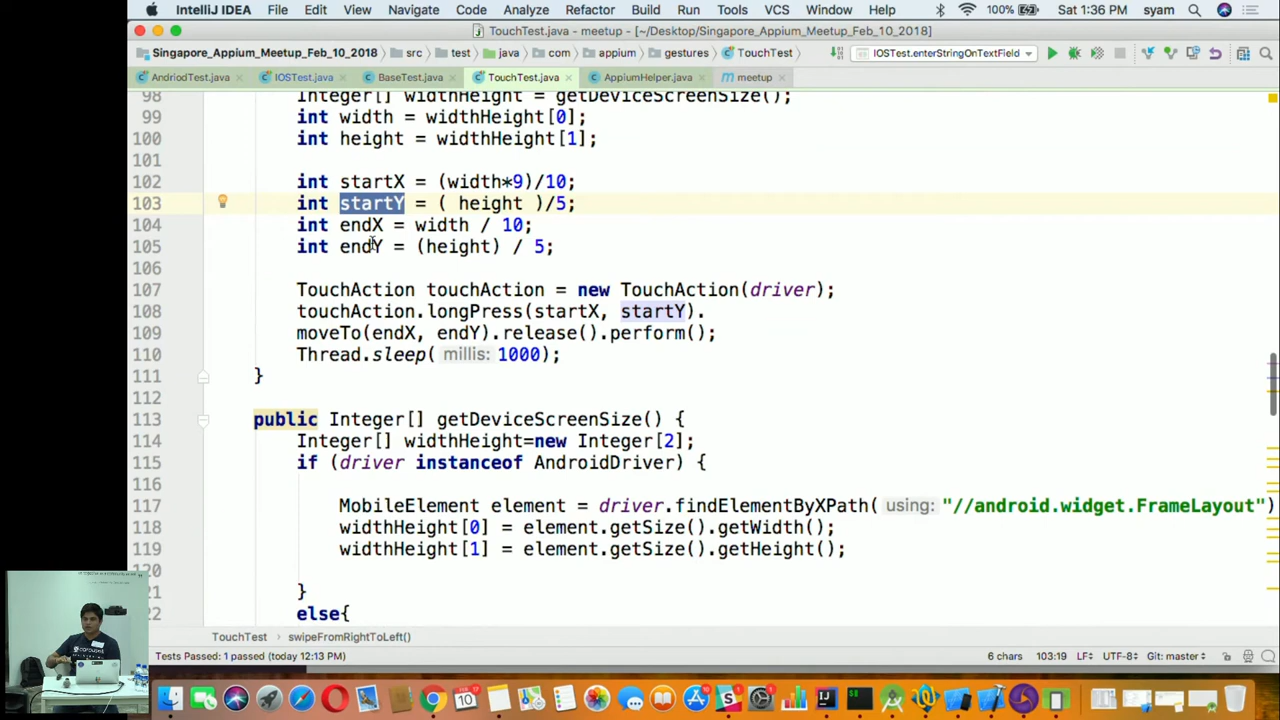 IntelliJ IDEA File Edit View Navigate Code Analyze Refactor Build Run Tools VCS Window Help 100% Sat 1:36 PM syam
TouchTest.java - meetup - [~/Desktop/Singapore_Appium_Meetup_Feb_10_2018]
Singapore_Appium_Meetup_Feb_10_2018 src test java com appium gestures TouchTest IOSTest.enterStringOnTextField
AndriodTest.java IOSTest.java BaseTest.java TouchTest.java AppiumHelper.java meetup
98 Integer[] widthHeight = getDeviceScreenSize();
99 int width = widthHeight[0];
100 int height = widthHeight[1];
101
102 int startX = (width*9)/10;
103 int startY = ( height )/5;
104 int endX = width / 10;
105 int endY = (height) / 5;
106
107 TouchAction touchAction = new TouchAction(driver);
108 touchAction.longPress(startX, startY).
109 moveTo(endX, endY).release().perform();
110 Thread.sleep( millis: 1000);
111 }
112
113 public Integer[] getDeviceScreenSize() {
114 Integer[] widthHeight=new Integer[2];
115 if (driver instanceof AndroidDriver) {
116
117 MobileElement element = driver.findElementByXPath( using: "//android.widget.FrameLayout")
118 widthHeight[0] = element.getSize().getWidth();
119 widthHeight[1] = element.getSize().getHeight();
120
21 }
22 else{
TouchTest swipeFromRightToLeft()
Tests Passed: 1 passed (today 12:13 PM) 6 chars 103:19 LF UTF-8 Git: master